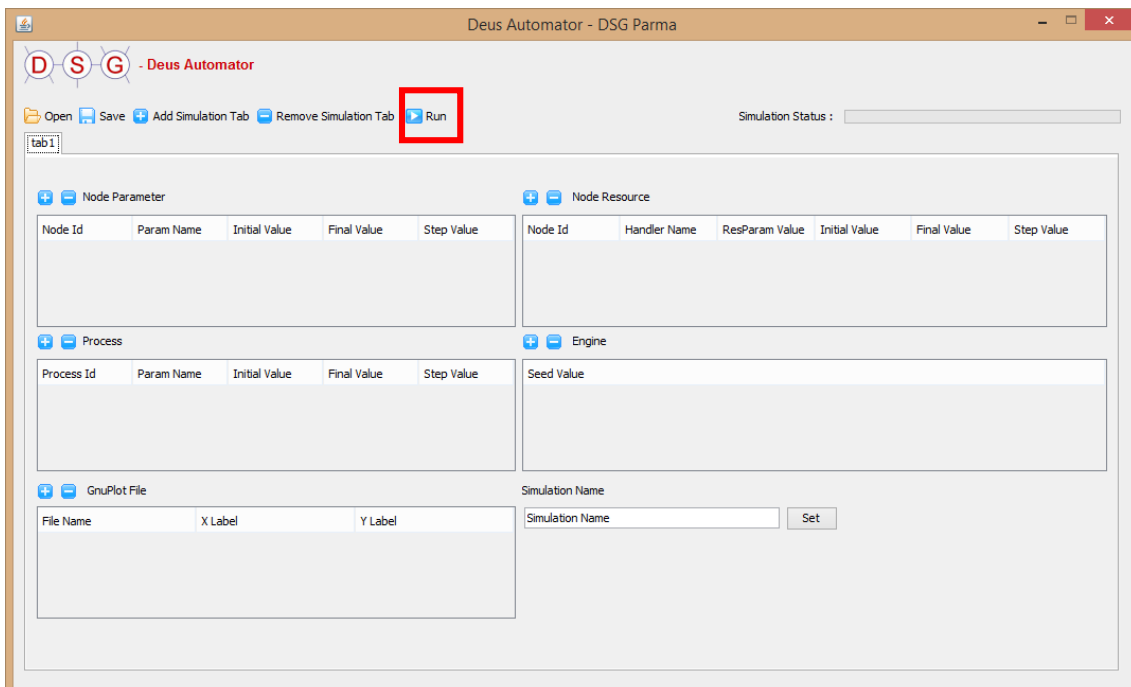 Deus Automator - DSG Parma
DSG - Deus Automator
Open Save Add Simulation Tab Remove Simulation Tab Run Simulation Status :
tab1
Node Parameter Node Resource
Node Id Param Name Initial Value Final Value Step Value Node Id Handler Name ResParam Value Initial Value Final Value Step Value
Process Engine
Process Id Param Name Initial Value Final Value Step Value Seed Value
GnuPlot File Simulation Name
File Name X Label Y Label Simulation Name Set